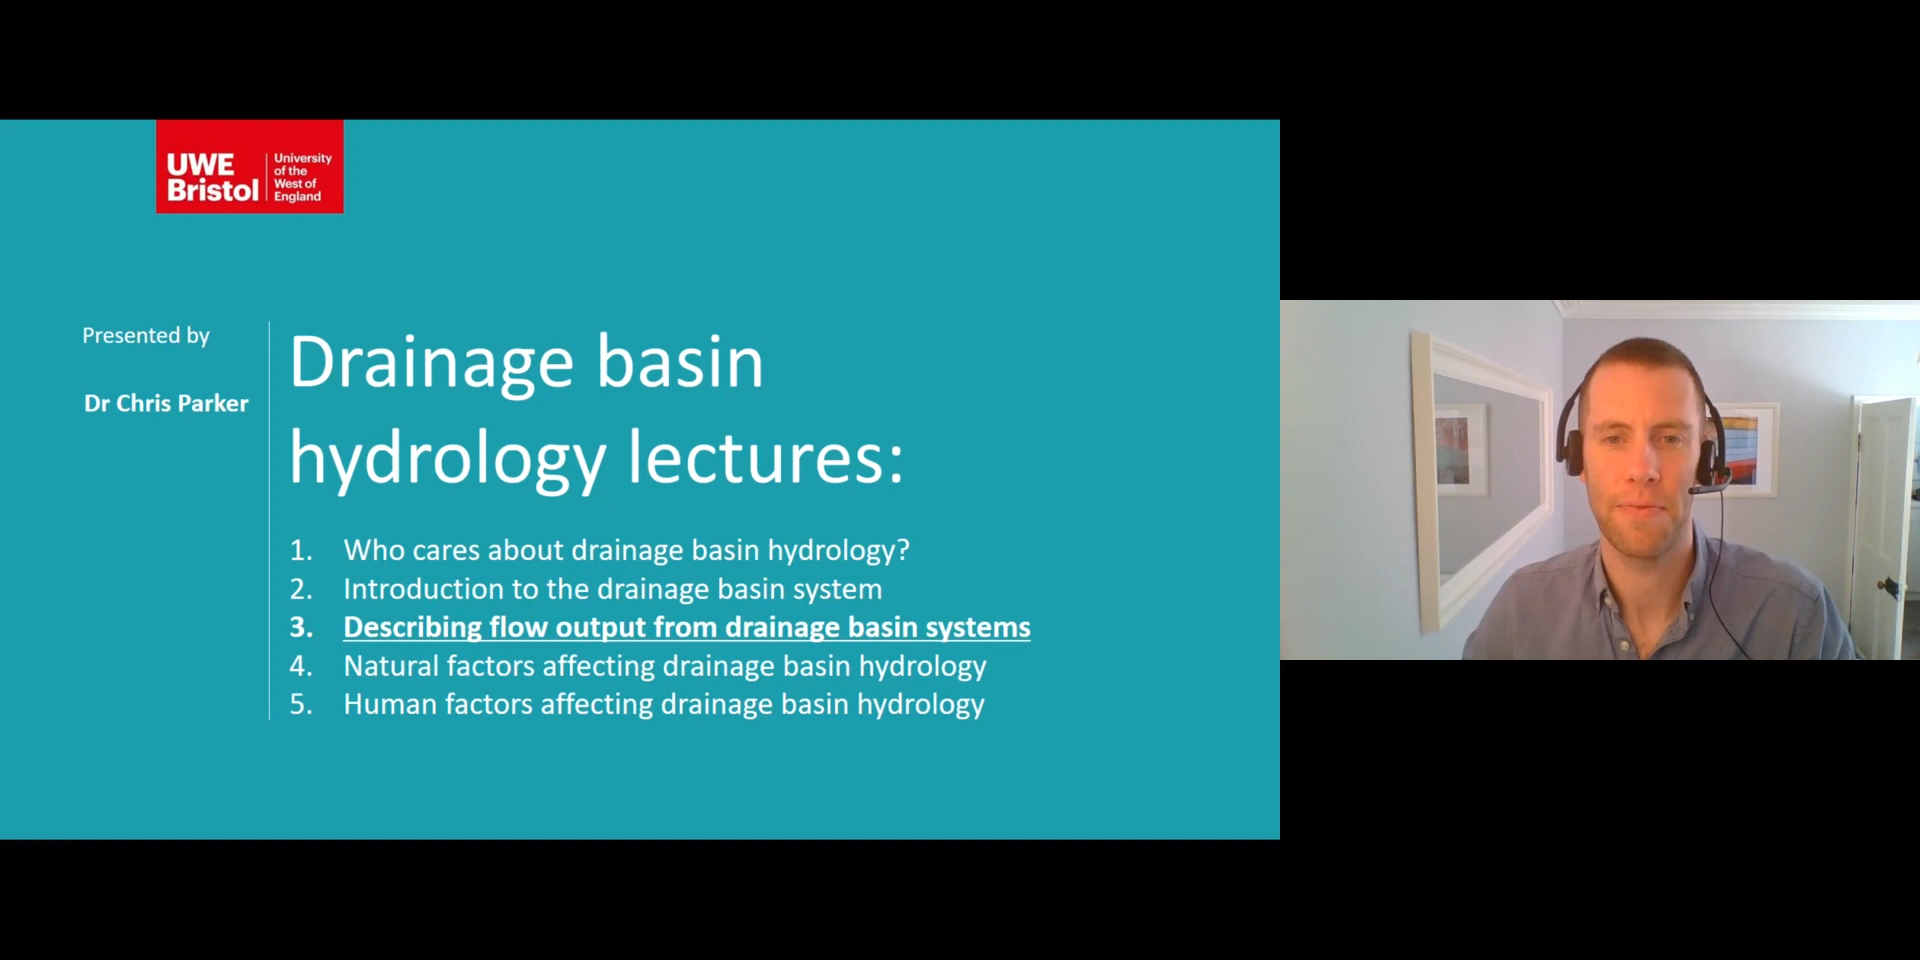 UWE
Bristol
University
of the
West of
England
Presented by
Dr Chris Parker
Drainage basin
hydrology lectures:
1. Who cares about drainage basin hydrology?
2. Introduction to the drainage basin system
3. Describing flow output from drainage basin systems
4. Natural factors affecting drainage basin hydrology
5. Human factors affecting drainage basin hydrology